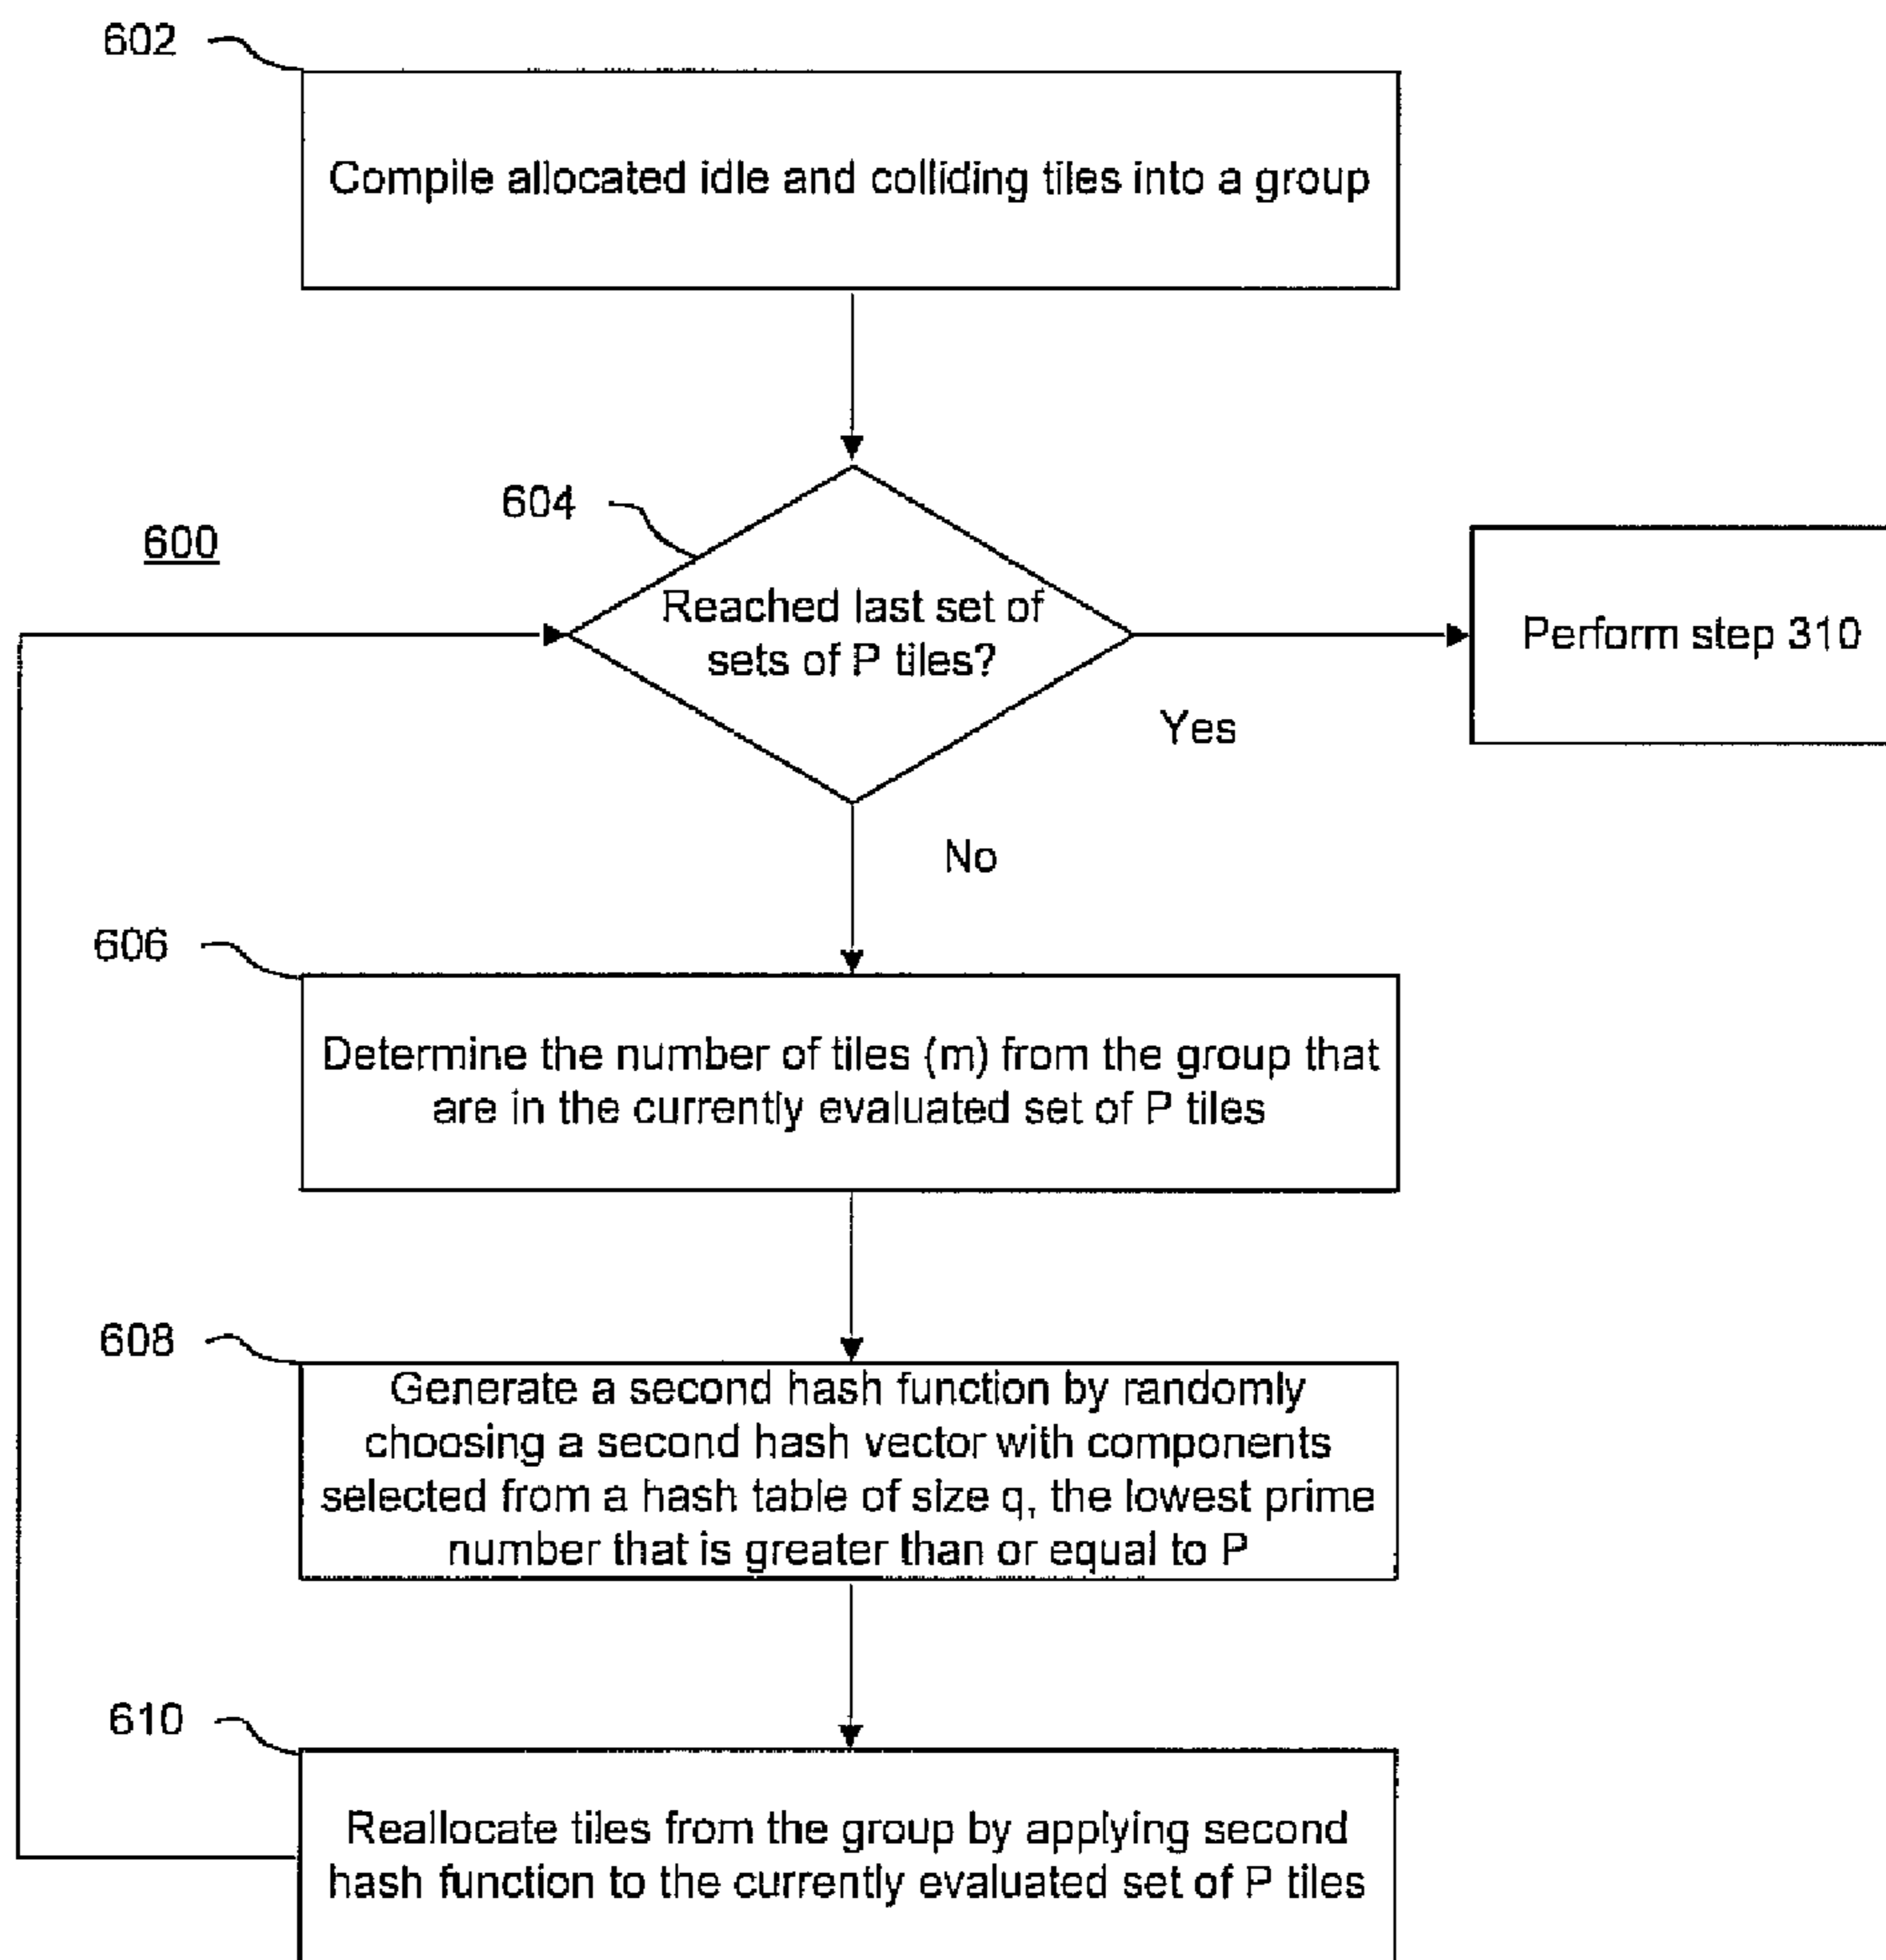 602
Compile allocated idle and colliding tiles into a group
604
600
Reached last set of
sets of P tiles?
Perform step 310
Yes
No
606
Determine the number of tiles (m) from the group that
are in the currently evaluated set of P tiles
608
Generate a second hash function by randomly
choosing a second hash vector with components
selected from a hash table of size q, the lowest prime
number that is greater than or equal to P
610
Reallocate tiles from the group by applying second
hash function to the currently evaluated set of P tiles